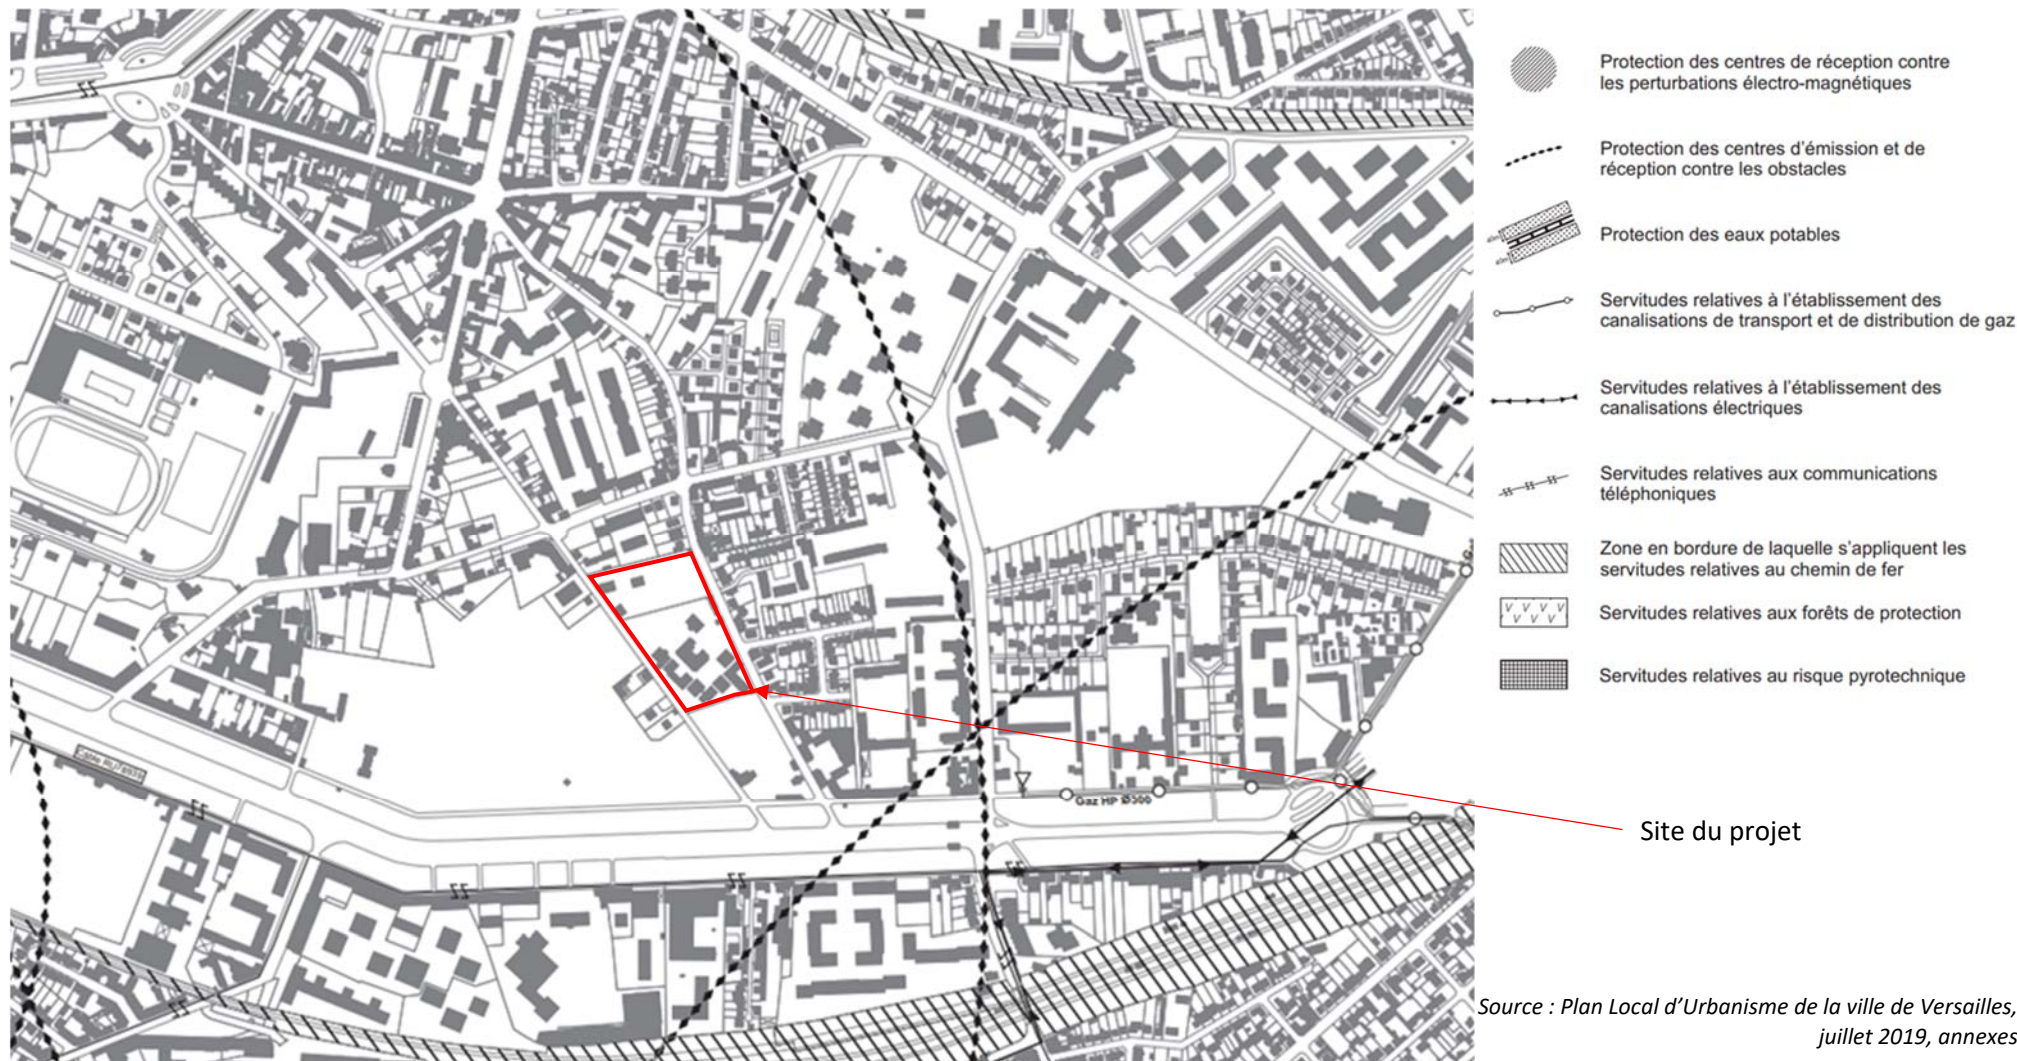 Protection des centres de réception contre
les perturbations électro-magnétiques
Protection des centres d'émission et de
réception contre les obstacles
Protection des eaux potables
Servitudes relatives à l'établissement des
canalisations de transport et de distribution de gaz
Servitudes relatives à l'établissement des
canalisations électriques
Servitudes relatives aux communications
téléphoniques
Zone en bordure de laquelle s'appliquent les
servitudes relatives au chemin de fer
Servitudes relatives aux forêts de protection
Servitudes relatives au risque pyrotechnique
Gaz HP Ø300
Site du projet
Source : Plan Local d'Urbanisme de la ville de Versailles,
juillet 2019, annexes